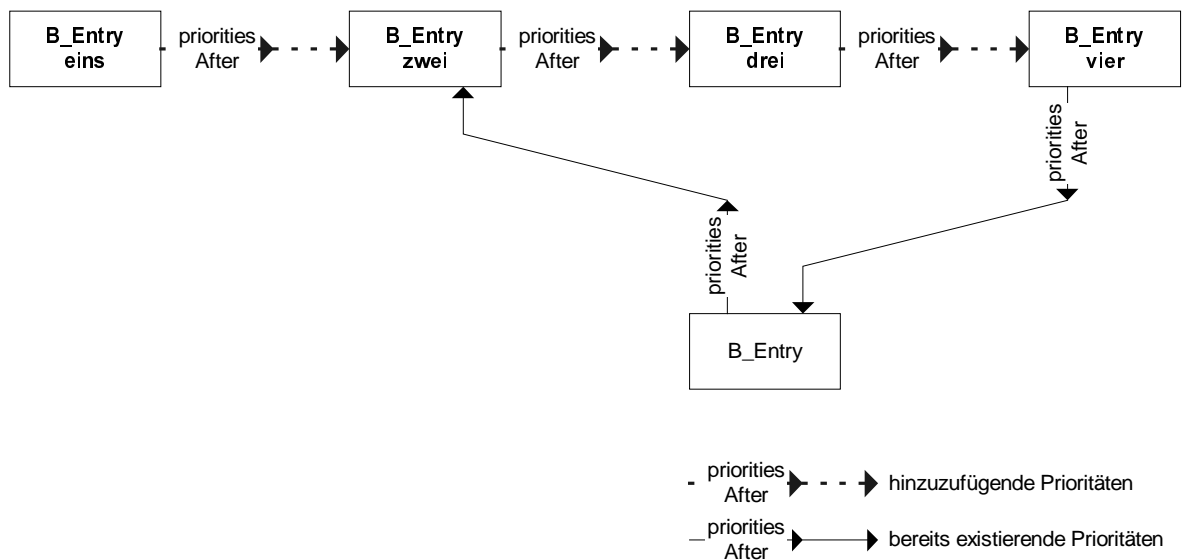 B_Entry
eins
priorities
After
B_Entry
zwei
priorities
After
B_Entry
drei
priorities
After
B_Entry
vier
priorities
After
priorities
After
B_Entry
priorities
After
hinzuzufügende Prioritäten
priorities
After
bereits existierende Prioritäten